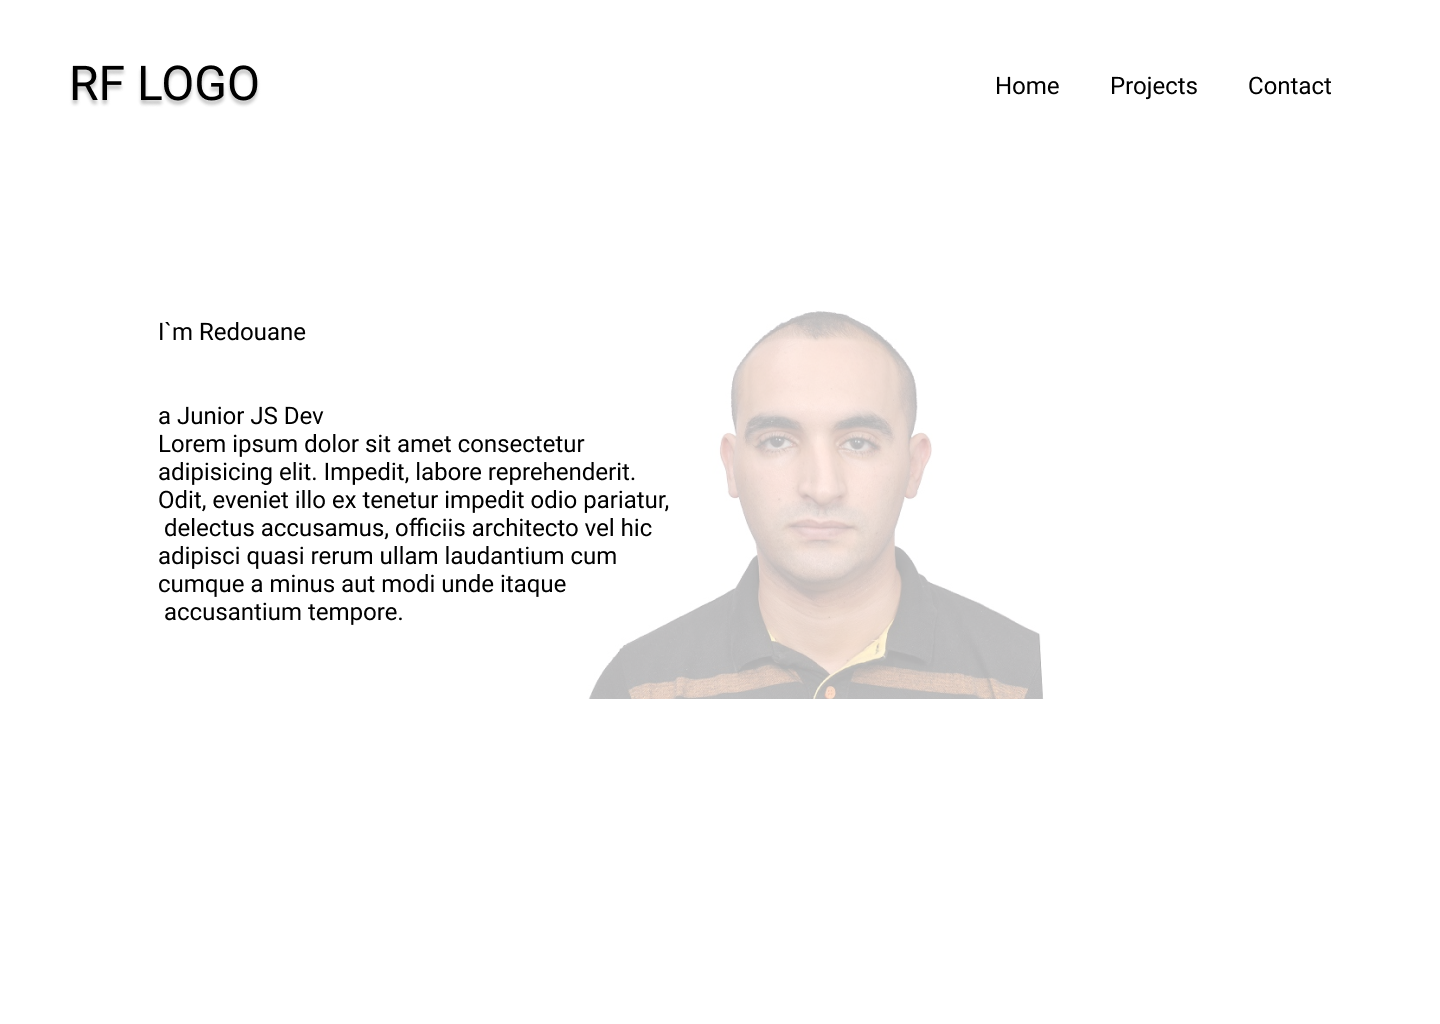 RF LOGO
Home Projects Contact
I`m Redouane
a Junior JS Dev
Lorem ipsum dolor sit amet consectetur
adipisicing elit. Impedit, labore reprehenderit.
Odit, eveniet illo ex tenetur impedit odio pariatur,
delectus accusamus, officiis architecto vel hic
adipisci quasi rerum ullam laudantium cum
cumque a minus aut modi unde itaque
accusantium tempore.